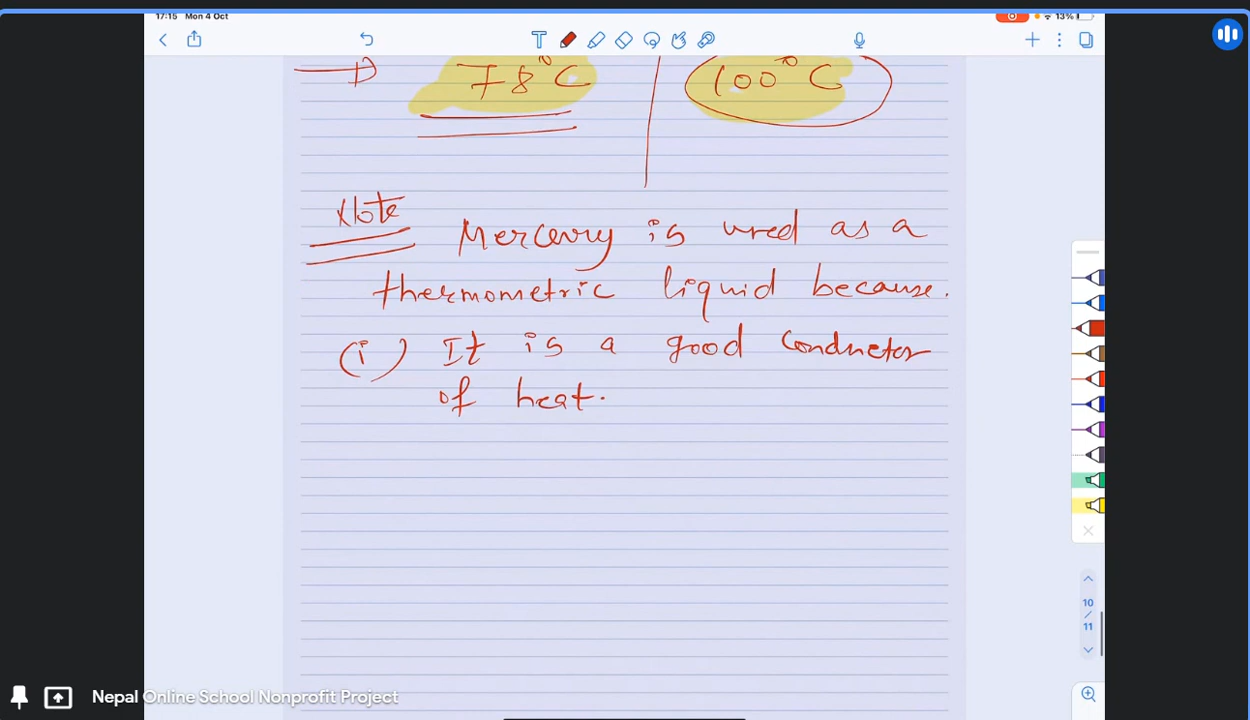 17:15 Mon 4 Oct
13%
T
78°C
100°C
Note
Mercury is used as a
thermometric liquid because.
(i) It is a good conductor
of heat.
10
/
11
Nepal Online School Nonprofit Project